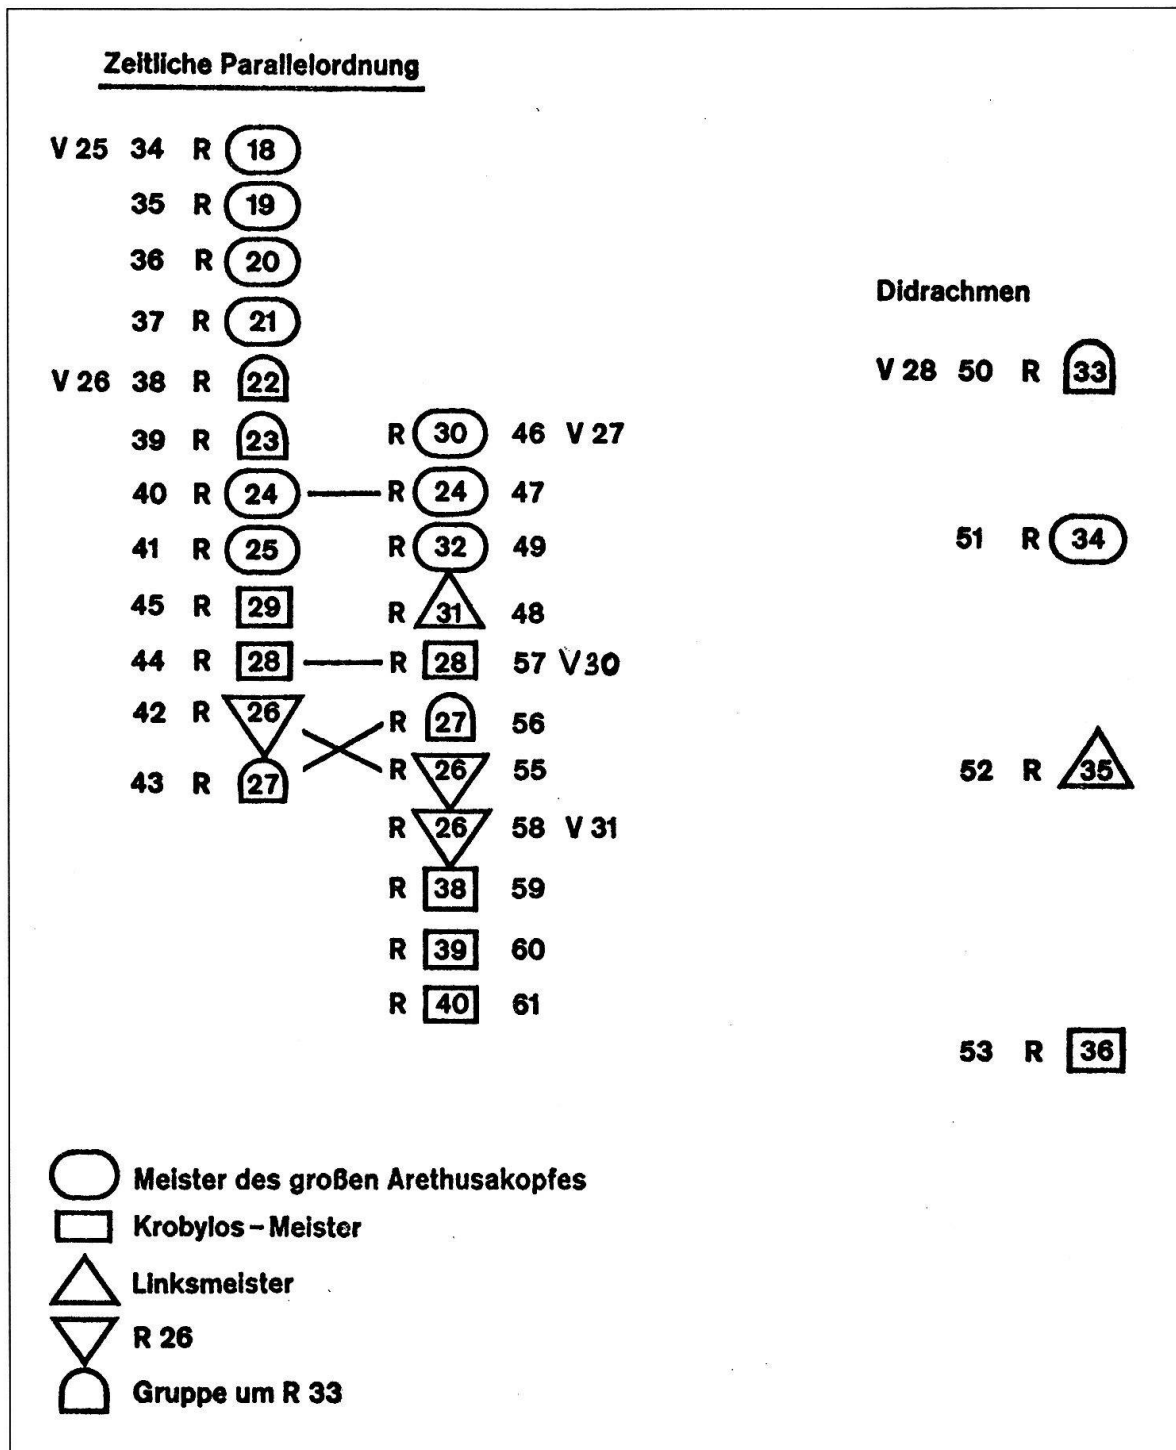 Zeitliche Parallelordnung
V 25 34 R 18
35 R 19
36 R 20
37 R 21
Didrachmen
V 26 38 R 22
V 28 50 R 33
39 R 23 R 30 46 V 27
40 R 24 R 24 47
41 R 25 R 32 49
51 R 34
45 R 29 R 31 48
44 R 28 R 28 57 V30
42 R 26 R 27 56
43 R 27 R 26 55
52 R 35
R 26 58 V 31
R 38 59
R 39 60
R 40 61
53 R 36
Meister des großen Arethusakopfes
Krobylos – Meister
Linksmeister
R 26
Gruppe um R 33